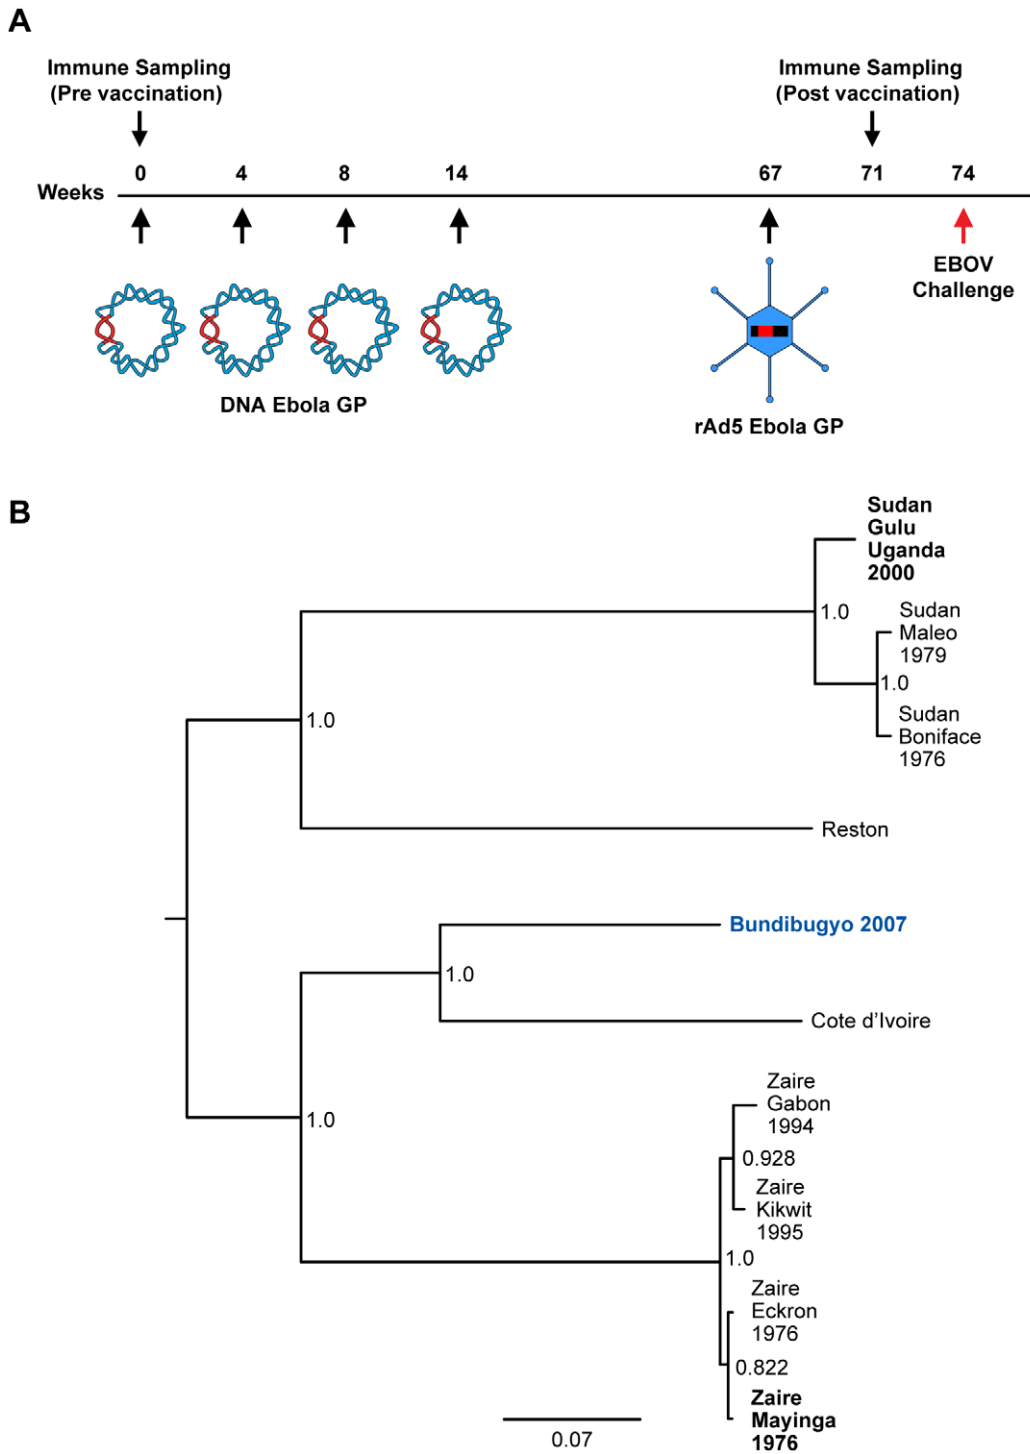 A
Immune Sampling
(Pre vaccination)
Immune Sampling
(Post vaccination)
Weeks
0
4
8
14
67
71
74
DNA Ebola GP
rAd5 Ebola GP
EBOV
Challenge
B
Sudan
Gulu
Uganda
2000
1.0
Sudan
Maleo
1979
1.0
Sudan
Boniface
1976
1.0
Reston
Bundibugyo 2007
1.0
Cote d'Ivoire
1.0
Zaire
Gabon
1994
0.928
Zaire
Kikwit
1995
1.0
Zaire
Eckron
1976
0.822
Zaire
Mayinga
1976
0.07